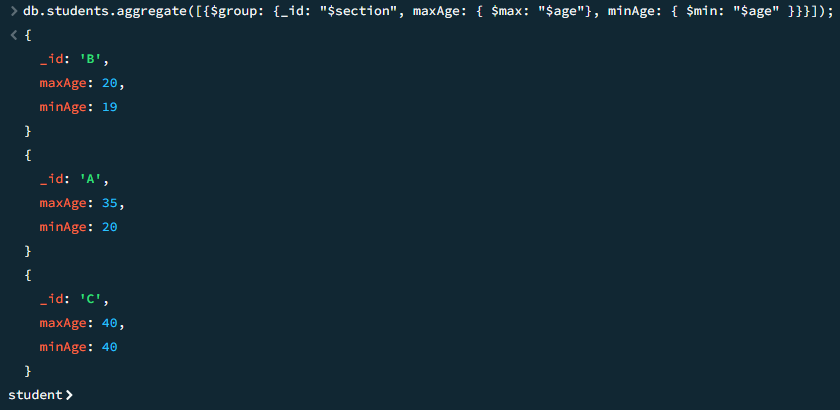 > db.students.aggregate([{$group: {_id: "$section", maxAge: { $max: "$age"}, minAge: { $min: "$age" }}}]);
< {
_id: 'B',
maxAge: 20,
minAge: 19
}
{
_id: 'A',
maxAge: 35,
minAge: 20
}
{
_id: 'C',
maxAge: 40,
minAge: 40
}
student>